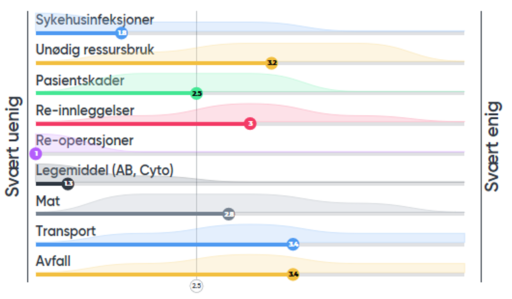 Sykehusinfeksjoner
1.8
Unødig ressursbruk
3.2
Pasientskader
2.5
Re-innleggelser
3
Re-operasjoner
1
Legemiddel (AB, Cyto)
1.3
Mat
2.8
Transport
3.4
Avfall
3.4
2.5
Svært uenig
Svært enig